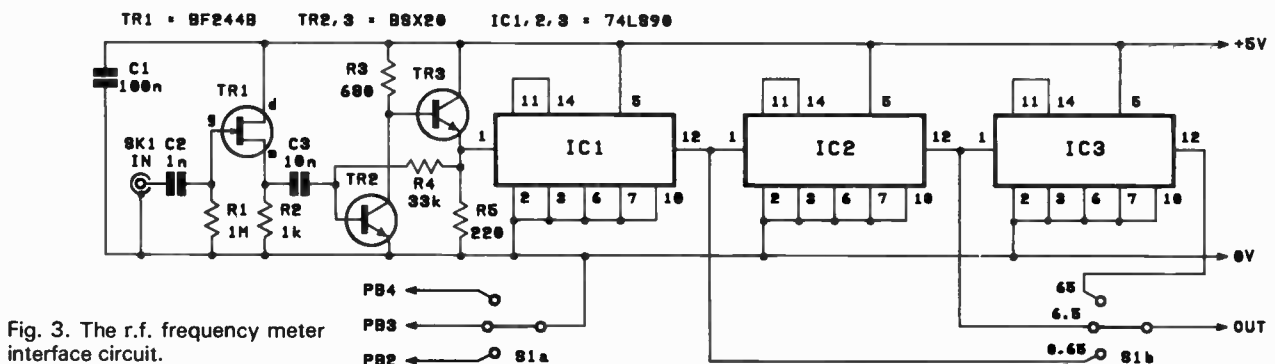 TR1 = BF244B TR2,3 = BSX20 IC1,2,3 = 74LS90
+5V
C1
100n
R3
680
TR3
TR1
d
g
s
11 14 5
11 14 5
11 14 5
SK1
IN
C2
1n
C3
10n
1 IC1 12
1 IC2 12
1 IC3 12
TR2
R4
33k
R1
1M
R2
1k
R5
220
2 3 6 7 10
2 3 6 7 10
2 3 6 7 10
0V
PB4
PB3
PB2
S1a
65
6.5
0.65
OUT
S1b
Fig. 3. The r.f. frequency meter
interface circuit.